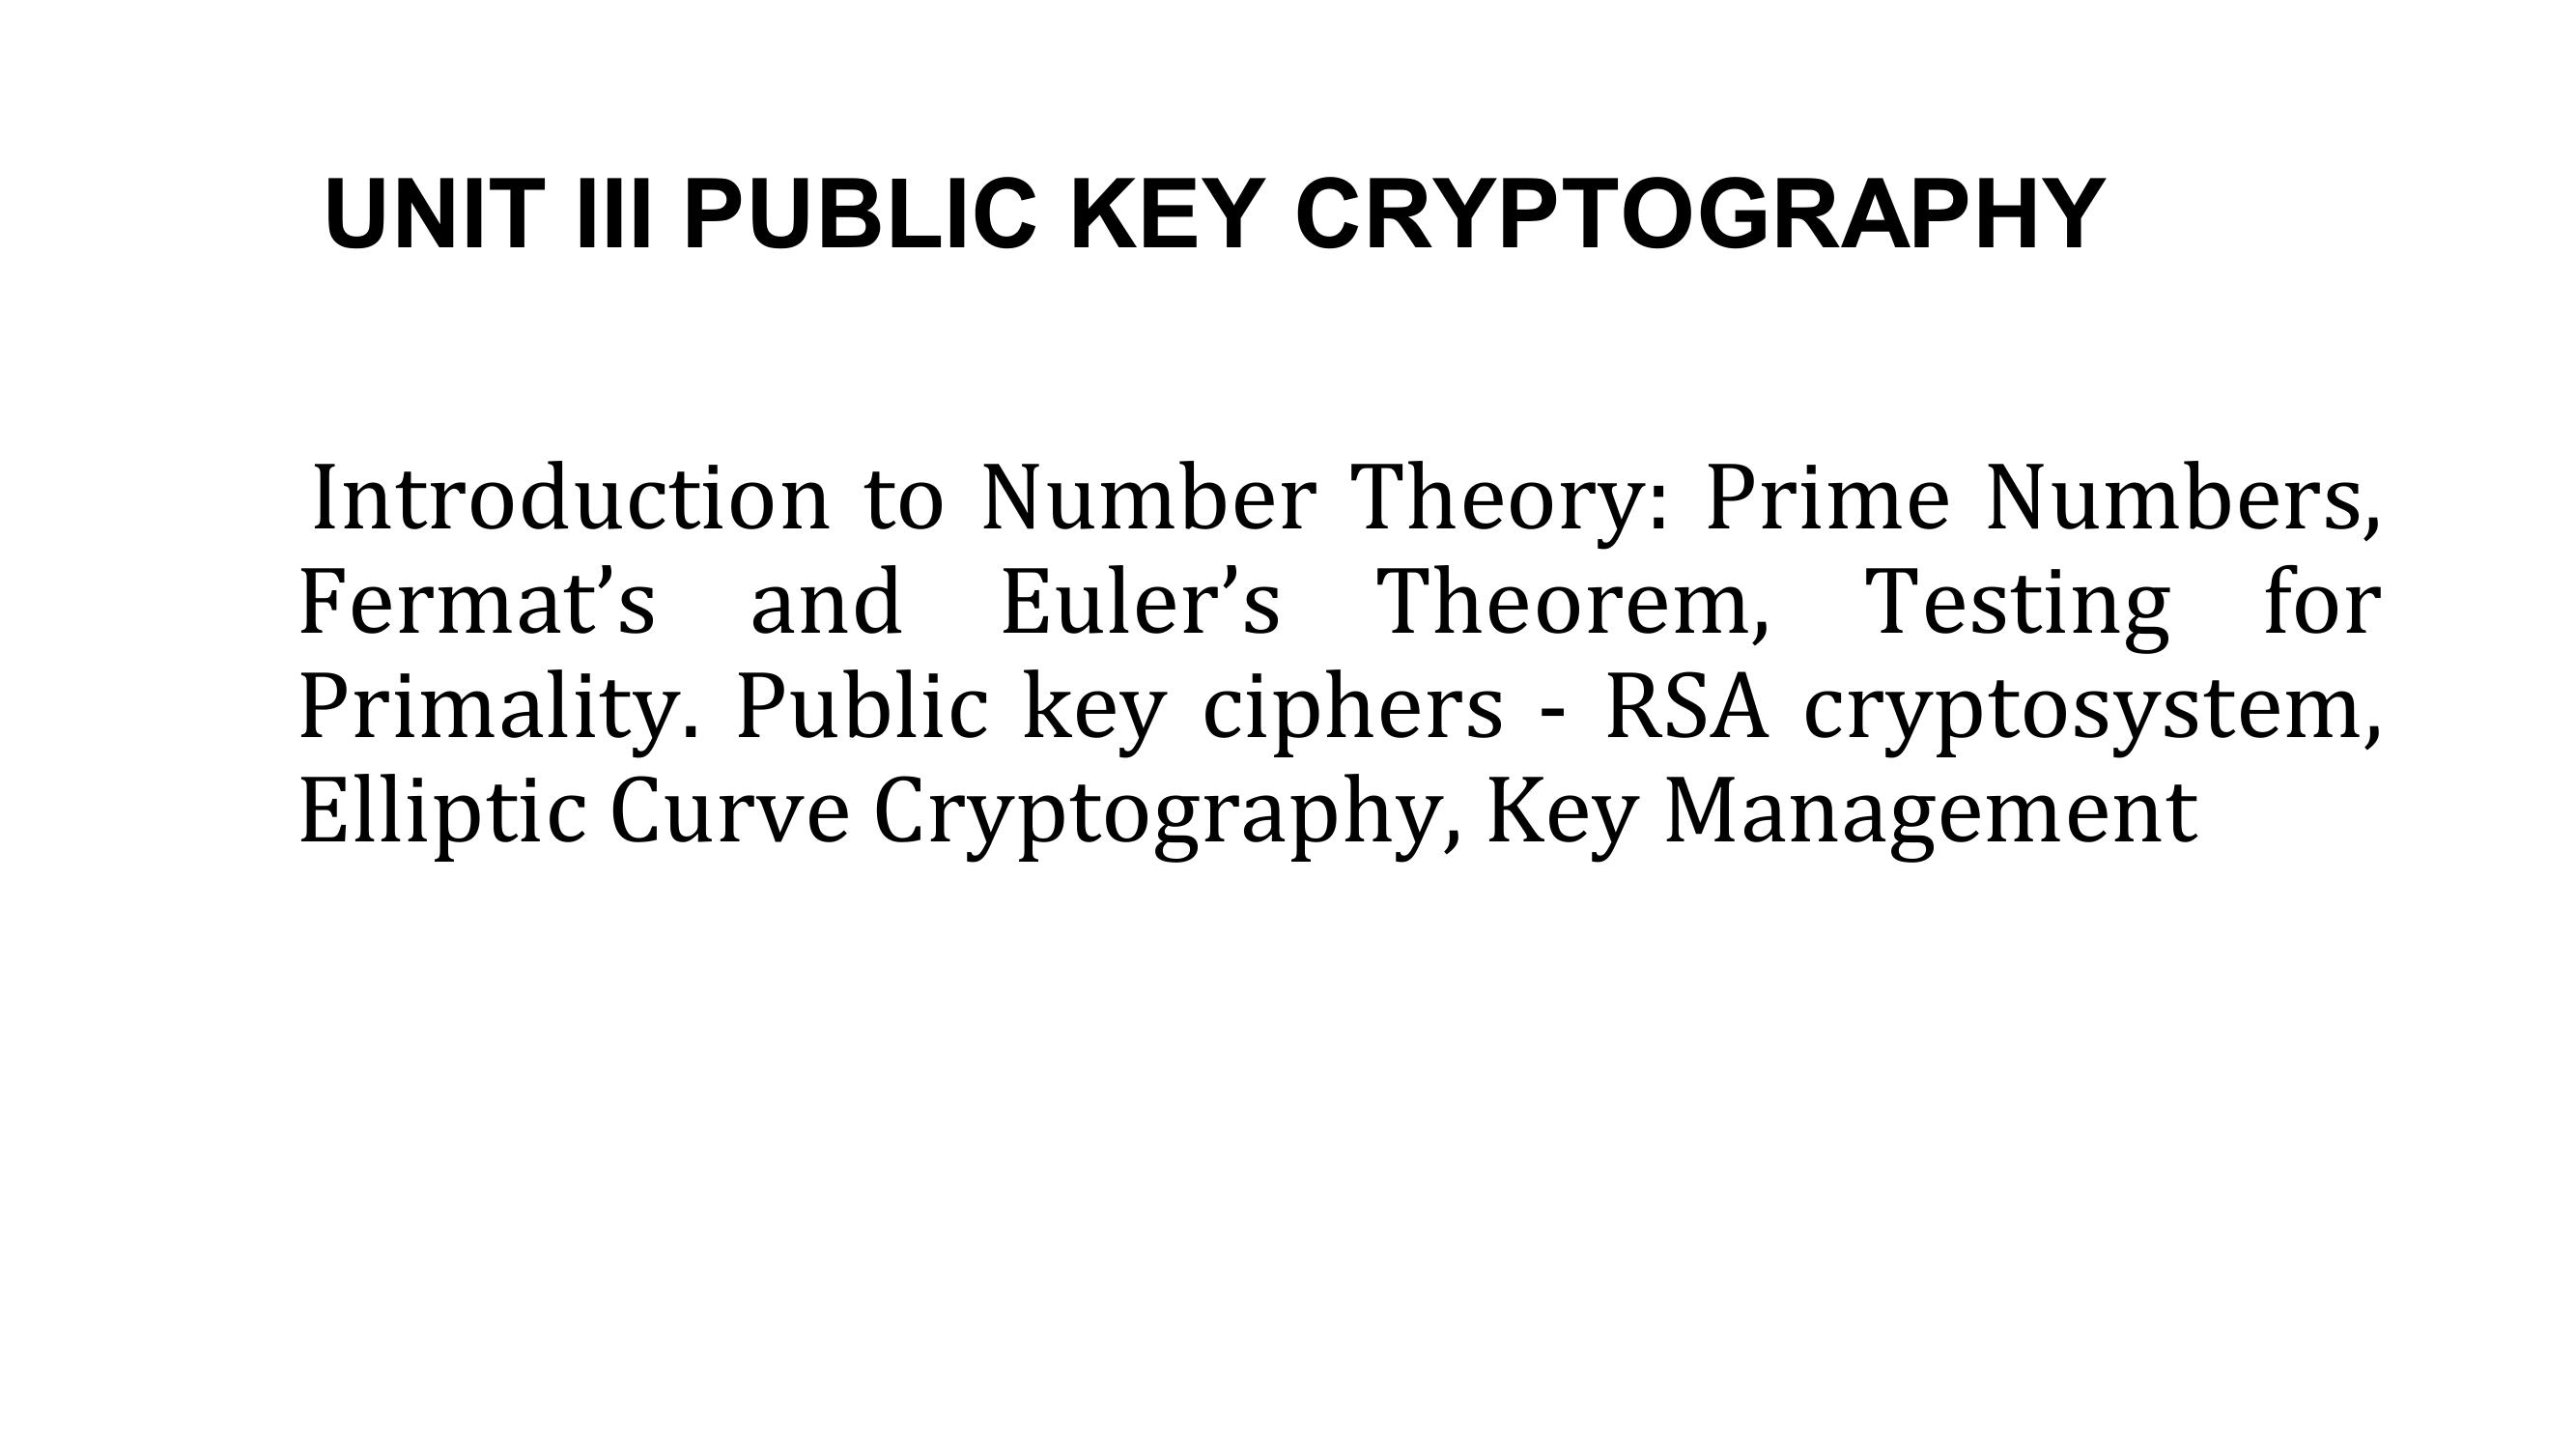 UNIT III PUBLIC KEY CRYPTOGRAPHY
Introduction to Number Theory: Prime Numbers,
Fermat’s and Euler’s Theorem, Testing for
Primality. Public key ciphers - RSA cryptosystem,
Elliptic Curve Cryptography, Key Management